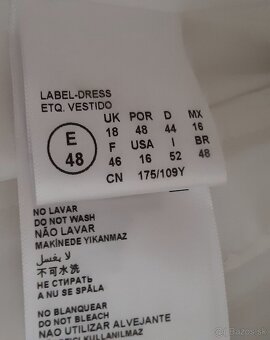 LABEL-DRESS
ETQ. VESTIDO
E 48
UK POR D MX
18 48 44 16
F USA I BR
46 16 52 48
CN 175/109Y
NO LAVAR
DO NOT WASH
NÃO LAVAR
MAKİNEDE YIKANMAZ
لا يغسل
不可水洗
НЕ СТИРАТЬ
A NU SE SPĂLA
NO BLANQUEAR
DO NOT BLEACH
NÃO UTILIZAR ALVEJANTE